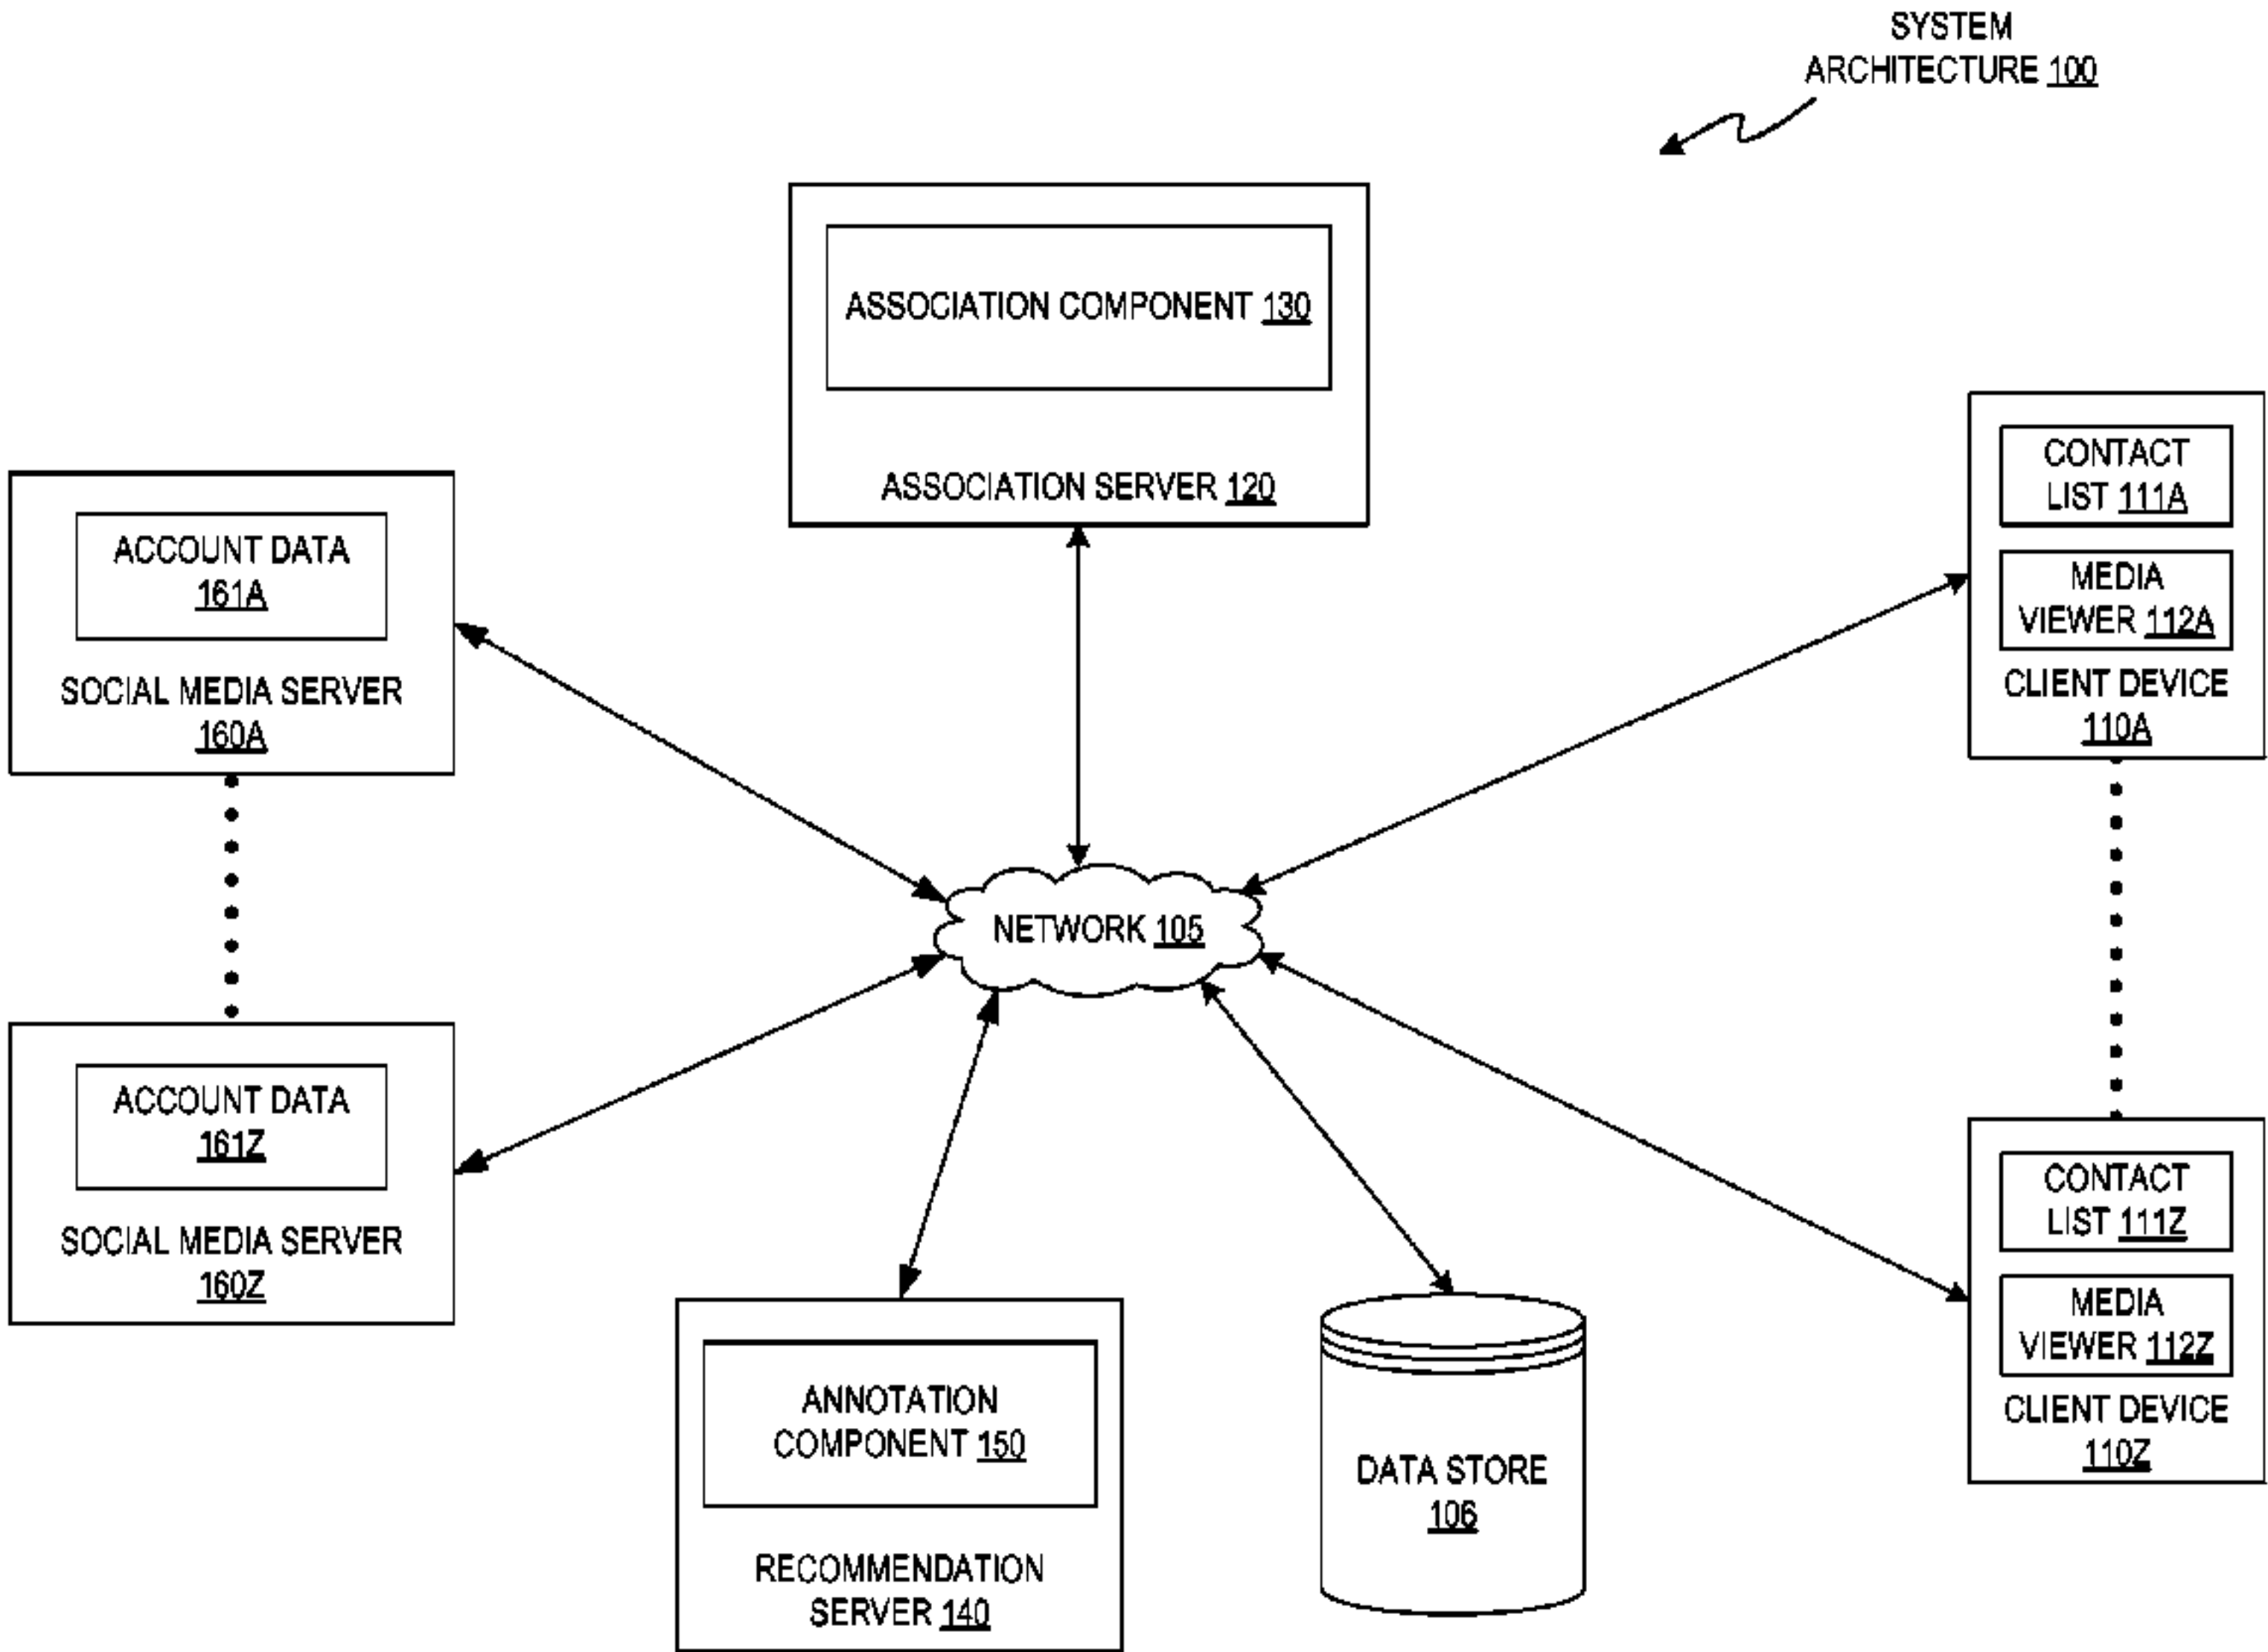 SYSTEM
ARCHITECTURE 100
ASSOCIATION COMPONENT 130
ASSOCIATION SERVER 120
ACCOUNT DATA
161A
SOCIAL MEDIA SERVER
160A
CONTACT
LIST 111A
MEDIA
VIEWER 112A
CLIENT DEVICE
110A
NETWORK 105
ACCOUNT DATA
161Z
SOCIAL MEDIA SERVER
160Z
ANNOTATION
COMPONENT 150
RECOMMENDATION
SERVER 140
DATA STORE
106
CONTACT
LIST 111Z
MEDIA
VIEWER 112Z
CLIENT DEVICE
110Z